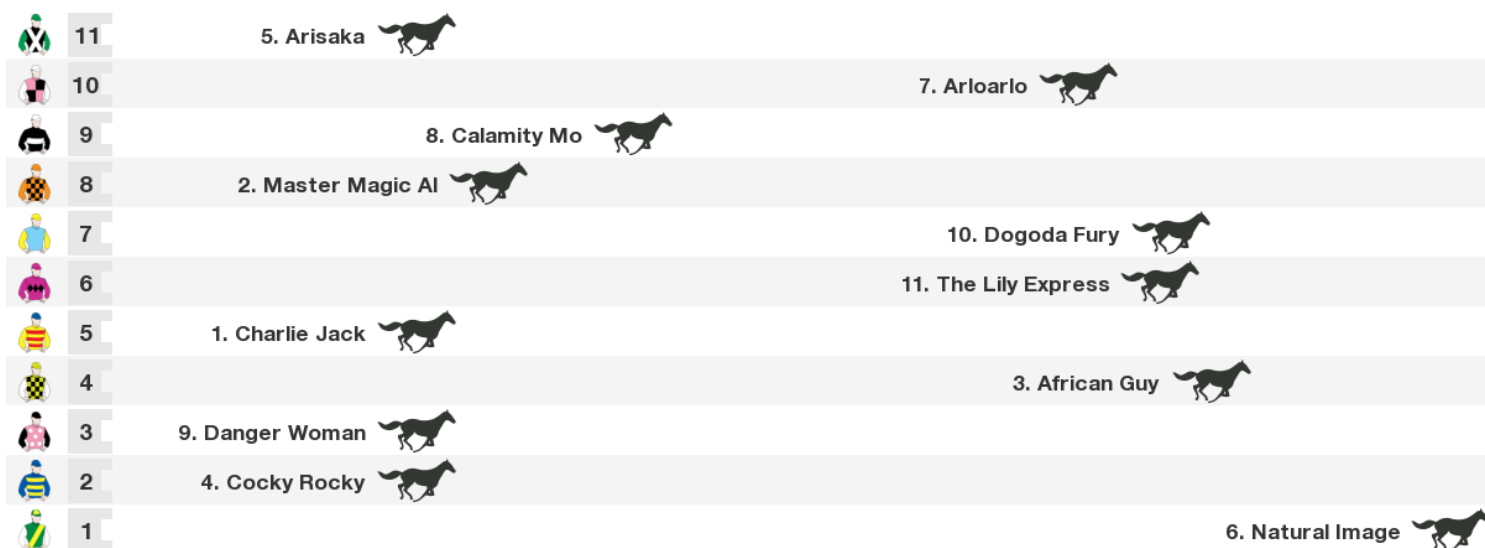 11 5. Arisaka
10 7. Arloarlo
9 8. Calamity Mo
8 2. Master Magic Al
7 10. Dogoda Fury
6 11. The Lily Express
5 1. Charlie Jack
4 3. African Guy
3 9. Danger Woman
2 4. Cocky Rocky
1 6. Natural Image